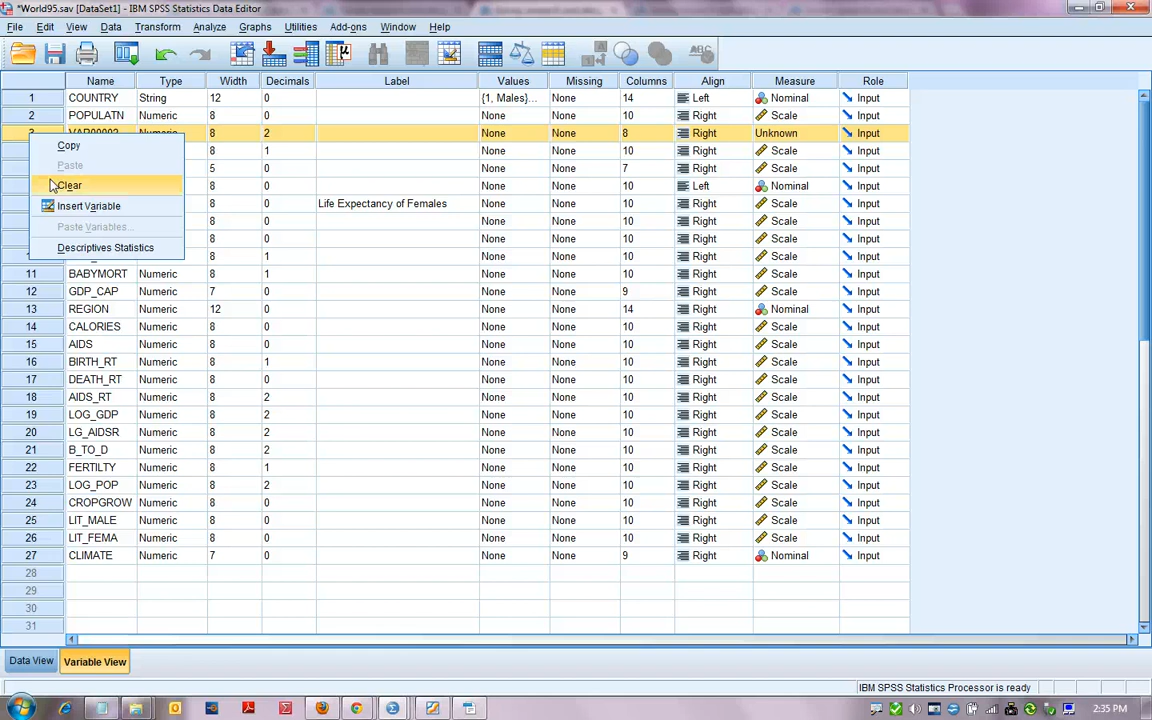 *World95.sav [DataSet1] - IBM SPSS Statistics Data Editor
File Edit View Data Transform Analyze Graphs Utilities Add-ons Window Help
Name Type Width Decimals Label Values Missing Columns Align Measure Role
1 COUNTRY String 12 0 {1, Males}... None 14 Left Nominal Input
2 POPULATN Numeric 8 0 None None 10 Right Scale Input
3 VAR00002 Numeric 8 2 None None 8 Right Unknown Input
8 1 None None 10 Right Scale Input
8 5 None None 7 Right Scale Input
8 0 None None 10 Left Nominal Input
8 0 Life Expectancy of Females None None 10 Right Scale Input
8 0 None None 10 Right Scale Input
8 0 None None 10 Right Scale Input
8 1 None None 10 Right Scale Input
Copy
Paste
Clear
Insert Variable
Paste Variables...
Descriptives Statistics
11 BABYMORT Numeric 8 1 None None 10 Right Scale Input
12 GDP_CAP Numeric 7 0 None None 9 Right Scale Input
13 REGION Numeric 12 0 None None 14 Right Nominal Input
14 CALORIES Numeric 8 0 None None 10 Right Scale Input
15 AIDS Numeric 8 0 None None 10 Right Scale Input
16 BIRTH_RT Numeric 8 1 None None 10 Right Scale Input
17 DEATH_RT Numeric 8 0 None None 10 Right Scale Input
18 AIDS_RT Numeric 8 2 None None 10 Right Scale Input
19 LOG_GDP Numeric 8 2 None None 10 Right Scale Input
20 LG_AIDSR Numeric 8 2 None None 10 Right Scale Input
21 B_TO_D Numeric 8 2 None None 10 Right Scale Input
22 FERTILTY Numeric 8 1 None None 10 Right Scale Input
23 LOG_POP Numeric 8 2 None None 10 Right Scale Input
24 CROPGROW Numeric 8 0 None None 10 Right Scale Input
25 LIT_MALE Numeric 8 0 None None 10 Right Scale Input
26 LIT_FEMA Numeric 8 0 None None 10 Right Scale Input
27 CLIMATE Numeric 7 0 None None 9 Right Nominal Input
28
29
30
31
Data View Variable View
IBM SPSS Statistics Processor is ready
2:35 PM